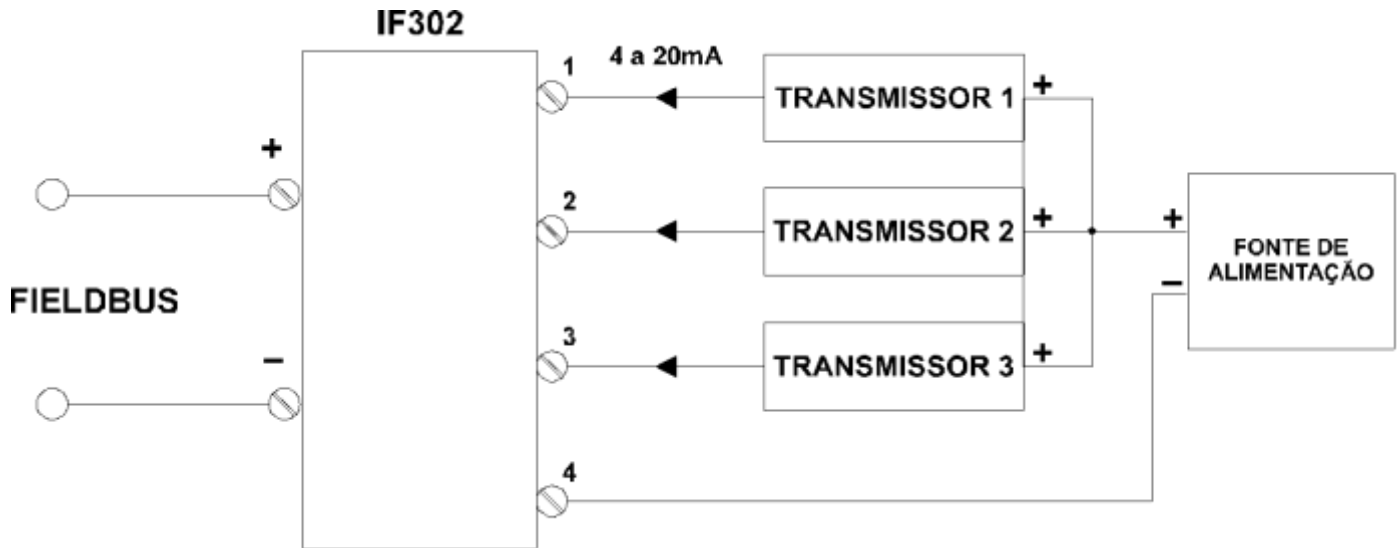 IF302
4 a 20mA
1
TRANSMISSOR 1
+
+
2
TRANSMISSOR 2
+
+
FONTE DE
ALIMENTAÇÃO
−
FIELDBUS
−
3
TRANSMISSOR 3
+
4